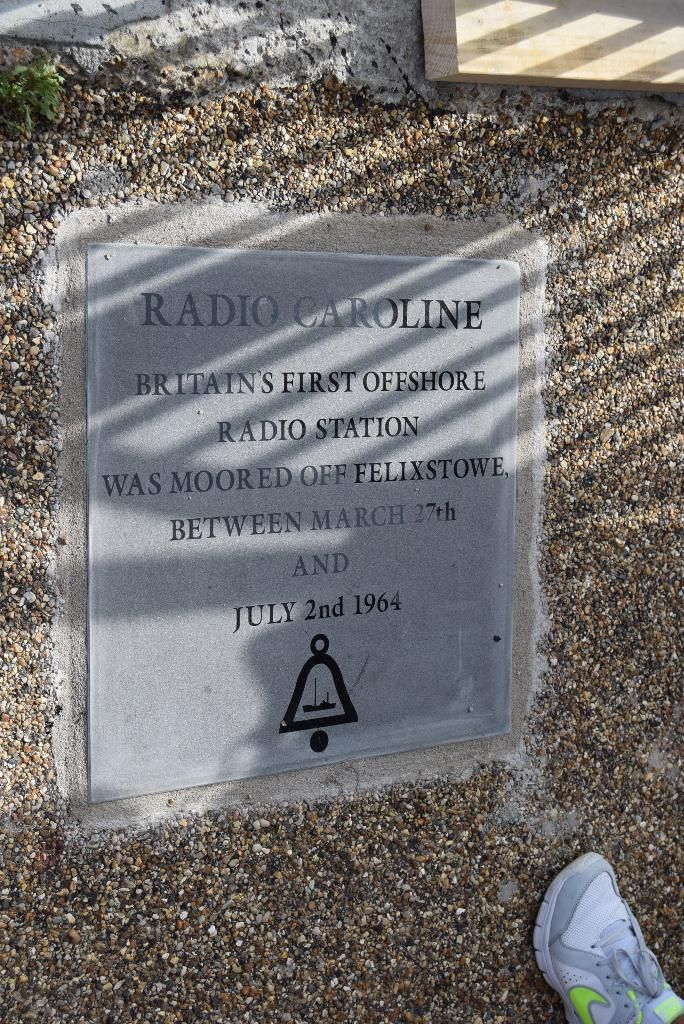 RADIO CAROLINE
BRITAIN'S FIRST OFFSHORE
RADIO STATION
WAS MOORED OFF FELIXSTOWE,
BETWEEN MARCH 27th
AND
JULY 2nd 1964